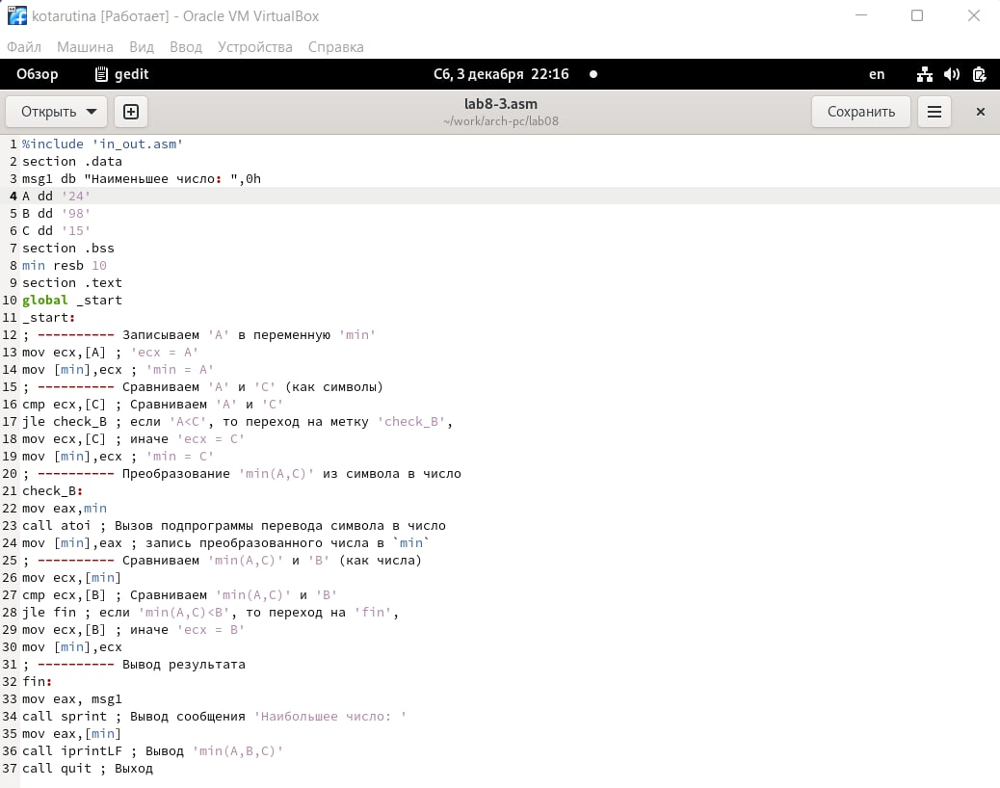 kotarutina [Работает] - Oracle VM VirtualBox
Файл Машина Вид Ввод Устройства Справка
Обзор gedit Сб, 3 декабря 22:16 en
Открыть lab8-3.asm Сохранить
~/work/arch-pc/lab08
1 %include 'in_out.asm'
2 section .data
3 msg1 db "Наименьшее число: ",0h
4 A dd '24'
5 B dd '98'
6 C dd '15'
7 section .bss
8 min resb 10
9 section .text
10 global _start
11 _start:
12 ; ---------- Записываем 'A' в переменную 'min'
13 mov ecx,[A] ; 'ecx = A'
14 mov [min],ecx ; 'min = A'
15 ; ---------- Сравниваем 'A' и 'С' (как символы)
16 cmp ecx,[C] ; Сравниваем 'A' и 'С'
17 jle check_B ; если 'A<C', то переход на метку 'check_B',
18 mov ecx,[C] ; иначе 'ecx = C'
19 mov [min],ecx ; 'min = C'
20 ; ---------- Преобразование 'min(A,C)' из символа в число
21 check_B:
22 mov eax,min
23 call atoi ; Вызов подпрограммы перевода символа в число
24 mov [min],eax ; запись преобразованного числа в `min`
25 ; ---------- Сравниваем 'min(A,C)' и 'B' (как числа)
26 mov ecx,[min]
27 cmp ecx,[B] ; Сравниваем 'min(A,C)' и 'B'
28 jle fin ; если 'min(A,C)<B', то переход на 'fin',
29 mov ecx,[B] ; иначе 'ecx = B'
30 mov [min],ecx
31 ; ---------- Вывод результата
32 fin:
33 mov eax, msg1
34 call sprint ; Вывод сообщения 'Наибольшее число: '
35 mov eax,[min]
36 call iprintLF ; Вывод 'min(A,B,C)'
37 call quit ; Выход